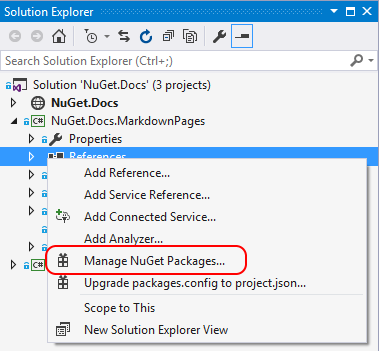 Solution Explorer
Search Solution Explorer (Ctrl+;)
Solution 'NuGet.Docs' (3 projects)
NuGet.Docs
C# NuGet.Docs.MarkdownPages
Properties
References
Add Reference...
Add Service Reference...
Add Connected Service...
Add Analyzer...
Manage NuGet Packages...
C#
Upgrade packages.config to project.json...
Scope to This
New Solution Explorer View